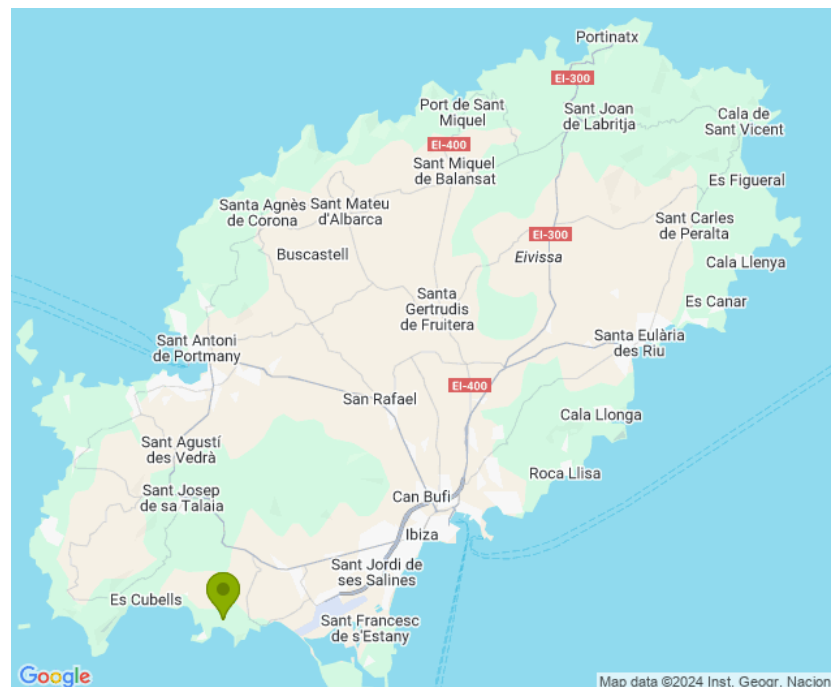 Portinatx
EI-300
Port de Sant
Miquel
Sant Joan
de Labritja
Cala de
Sant Vicent
EI-400
Sant Miquel
de Balansat
Es Figueral
Santa Agnès
de Corona
Sant Mateu
d'Albarca
Sant Carles
de Peralta
EI-300
Buscastell
Eivissa
Cala Llenya
Santa
Gertrudis
de Fruitera
Es Canar
Sant Antoni
de Portmany
Santa Eulària
des Riu
EI-400
San Rafael
Cala Llonga
Sant Agustí
des Vedrà
Roca Llisa
Sant Josep
de sa Talaia
Can Bufi
Ibiza
Sant Jordi de
ses Salines
Es Cubells
Sant Francesc
de s'Estany
Google
Map data ©2024 Inst. Geogr. Nacion